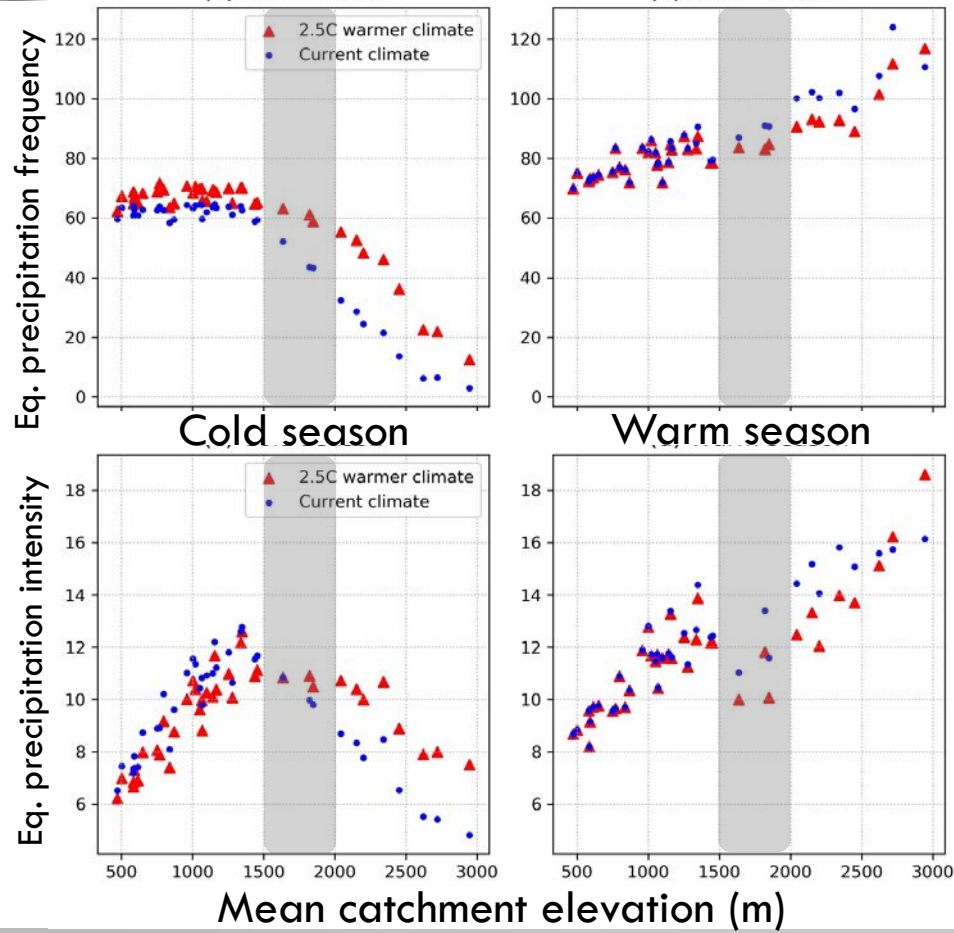 Eq. precipitation frequency
120
100
80
60
40
20
0
2.5C warmer climate
Current climate
120
100
80
60
40
20
0
Cold season
Warm season
Eq. precipitation intensity
18
16
14
12
10
8
6
2.5C warmer climate
Current climate
18
16
14
12
10
8
6
500 1000 1500 2000 2500 3000
500 1000 1500 2000 2500 3000
Mean catchment elevation (m)